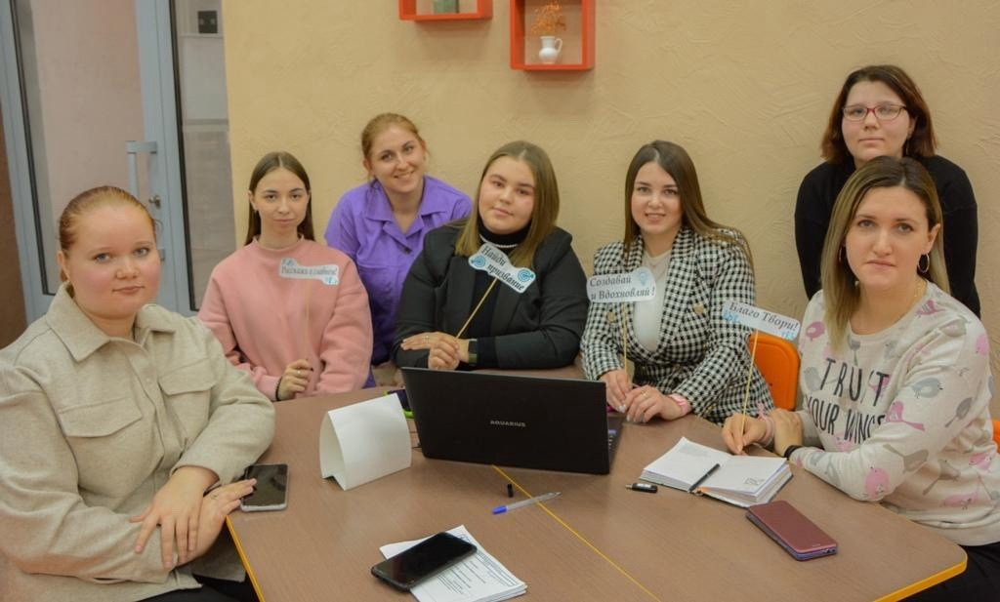 Расскажи о главном!
Найди
призвание
Создавай
и Вдохновляй !
Благо Твори!
AQUARIUS
TRUST
YOUR WINGS